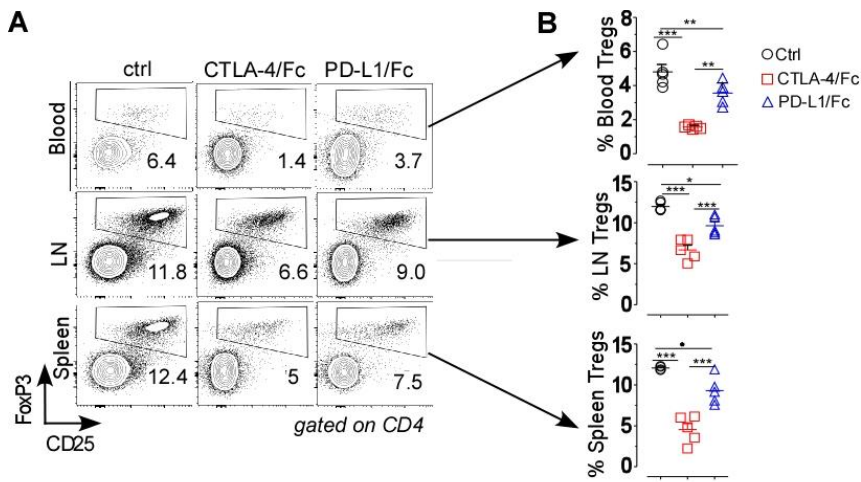 A
ctrl CTLA-4/Fc PD-L1/Fc
Blood
6.4 1.4 3.7
LN
11.8 6.6 9.0
Spleen
12.4 5 7.5
FoxP3
CD25
gated on CD4
B
% Blood Tregs
8
6
4
2
0
**
***
**
Ctrl
CTLA-4/Fc
PD-L1/Fc
% LN Tregs
15
10
5
0
*
***
***
% Spleen Tregs
15
10
5
0
•
***
***